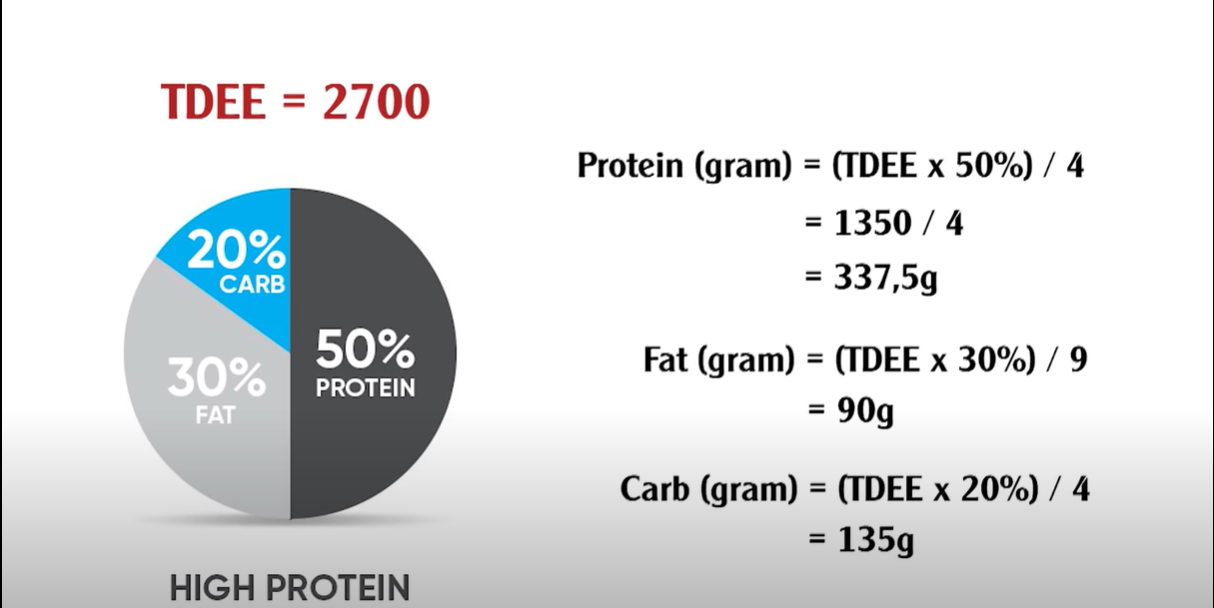 TDEE = 2700
20%
CARB
30%
FAT
50%
PROTEIN
HIGH PROTEIN
Protein (gram) = (TDEE x 50%) / 4
= 1350 / 4
= 337,5g
Fat (gram) = (TDEE x 30%) / 9
= 90g
Carb (gram) = (TDEE x 20%) / 4
= 135g